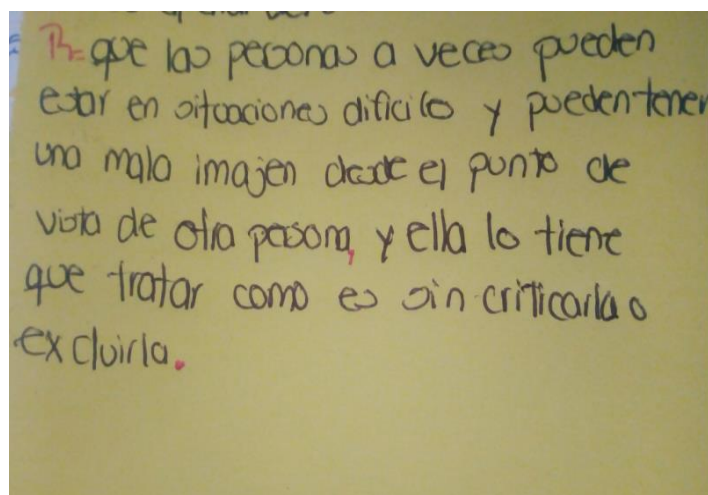 R= que las personas a veces pueden
estar en situaciones dificiles y pueden tener
una mala imajen desde el punto de
vista de otra persona, y ella lo tiene
que tratar como es sin criticarla o
excluirla.